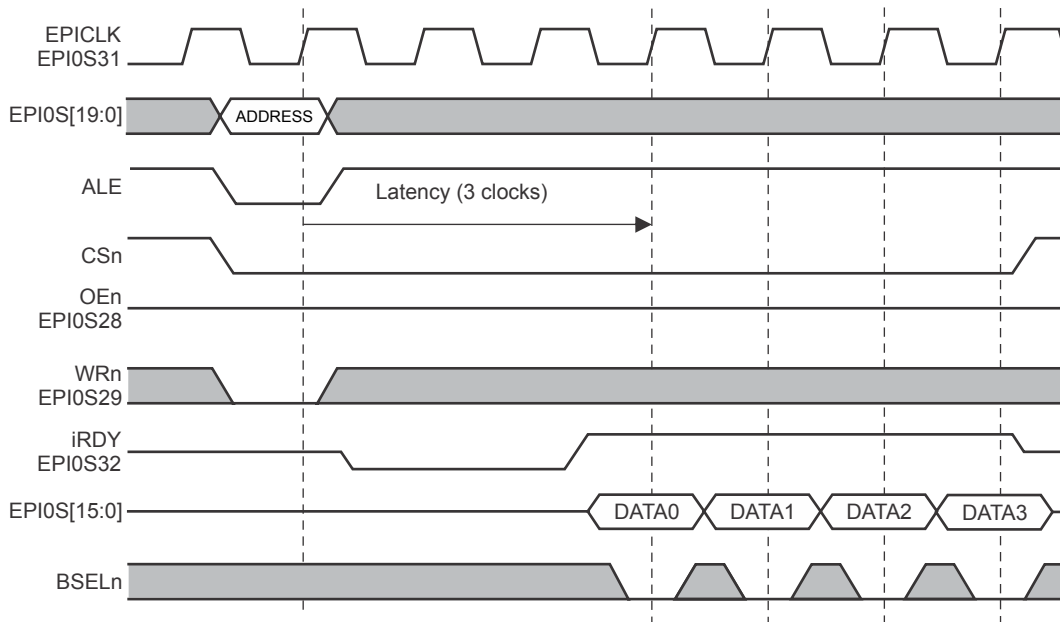 EPICLK
EPI0S31
EPI0S[19:0]
ADDRESS
ALE
Latency (3 clocks)
CSn
OEn
EPI0S28
WRn
EPI0S29
iRDY
EPI0S32
EPI0S[15:0]
DATA0
DATA1
DATA2
DATA3
BSELn